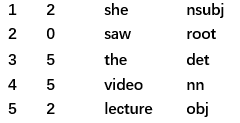 1 2 she nsubj
2 0 saw root
3 5 the det
4 5 video nn
5 2 lecture obj